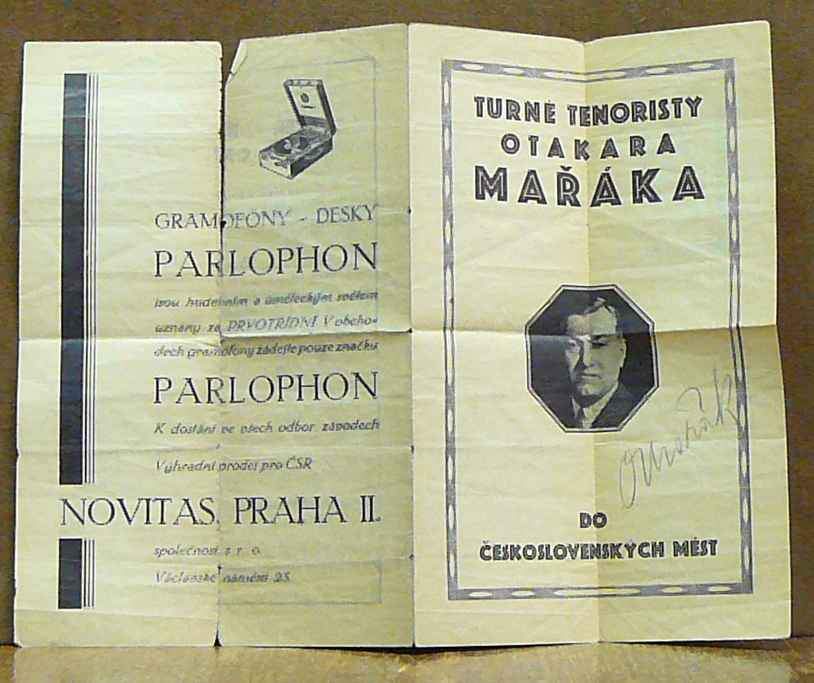 GRAMOFONY - DESKY
PARLOPHON
jsou hudebním a uměleckým světem
uznány za PRVOTŘÍDNÍ V obcho-
dech gramofony žádejte pouze značku
PARLOPHON
K dostání ve všech odbor. závodech
Výhradní prodej pro ČSR
NOVITAS, PRAHA II.
společnost s. r. o.
Václavské náměstí 25.
TURNÉ TENORISTY
OTAKARA
MAŘÁKA
OMařák
DO
ČESKOSLOVENSKÝCH MĚST